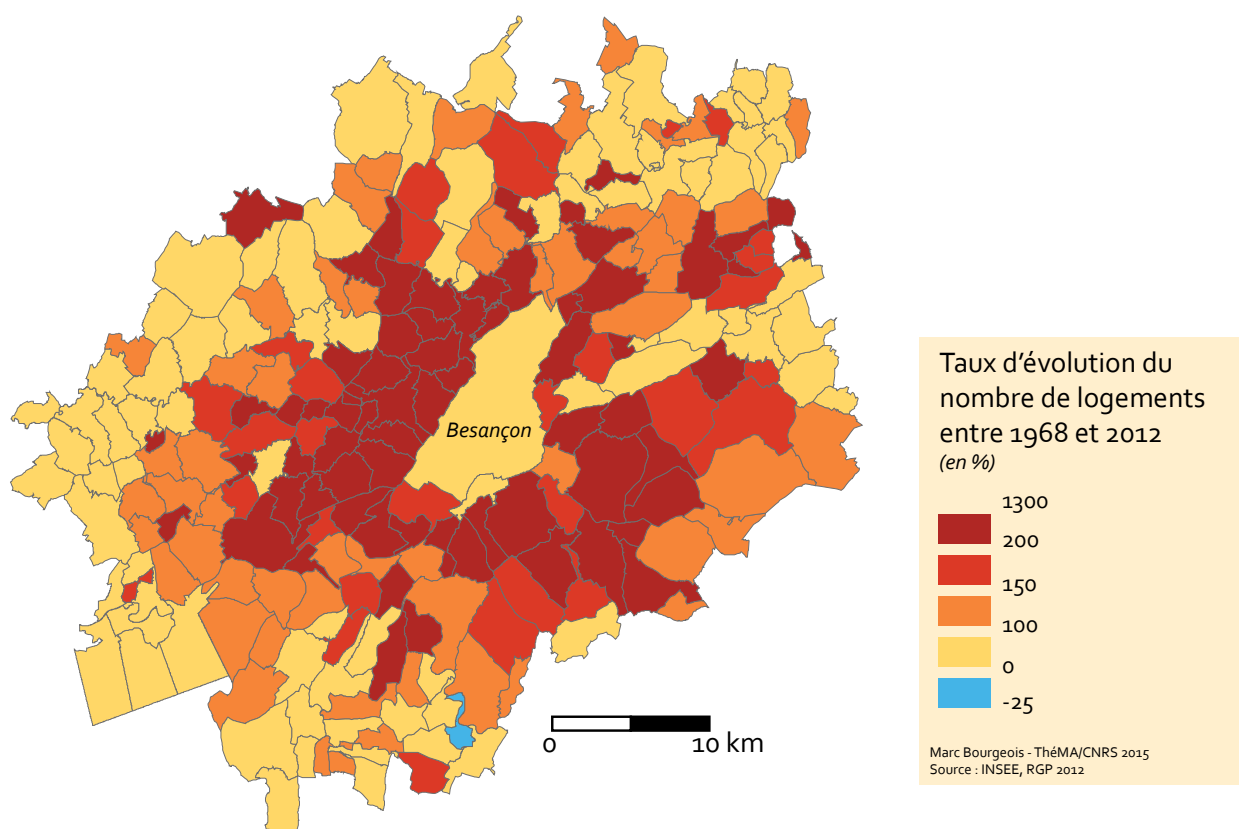 Besançon
0 10 km
Taux d’évolution du
nombre de logements
entre 1968 et 2012
(en %)
1300
200
150
100
0
-25
Marc Bourgeois - ThéMA/CNRS 2015
Source : INSEE, RGP 2012